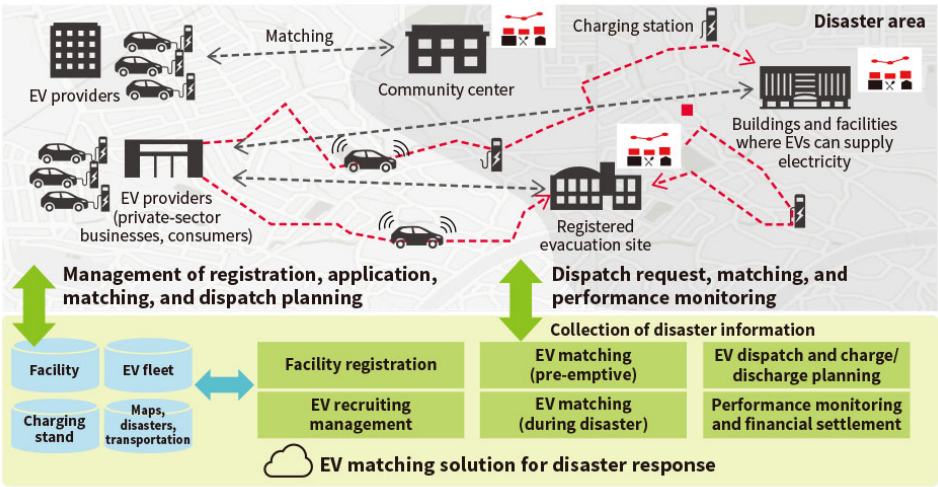 Matching
Charging station
Disaster area
EV providers
Community center
Buildings and facilities
where EVs can supply
electricity
EV providers
(private-sector
businesses, consumers)
Registered
evacuation site
Management of registration, application,
matching, and dispatch planning
Dispatch request, matching, and
performance monitoring
Collection of disaster information
Facility
EV fleet
Charging
stand
Maps,
disasters,
transportation
Facility registration
EV matching
(pre-emptive)
EV dispatch and charge/
discharge planning
EV recruiting
management
EV matching
(during disaster)
Performance monitoring
and financial settlement
EV matching solution for disaster response